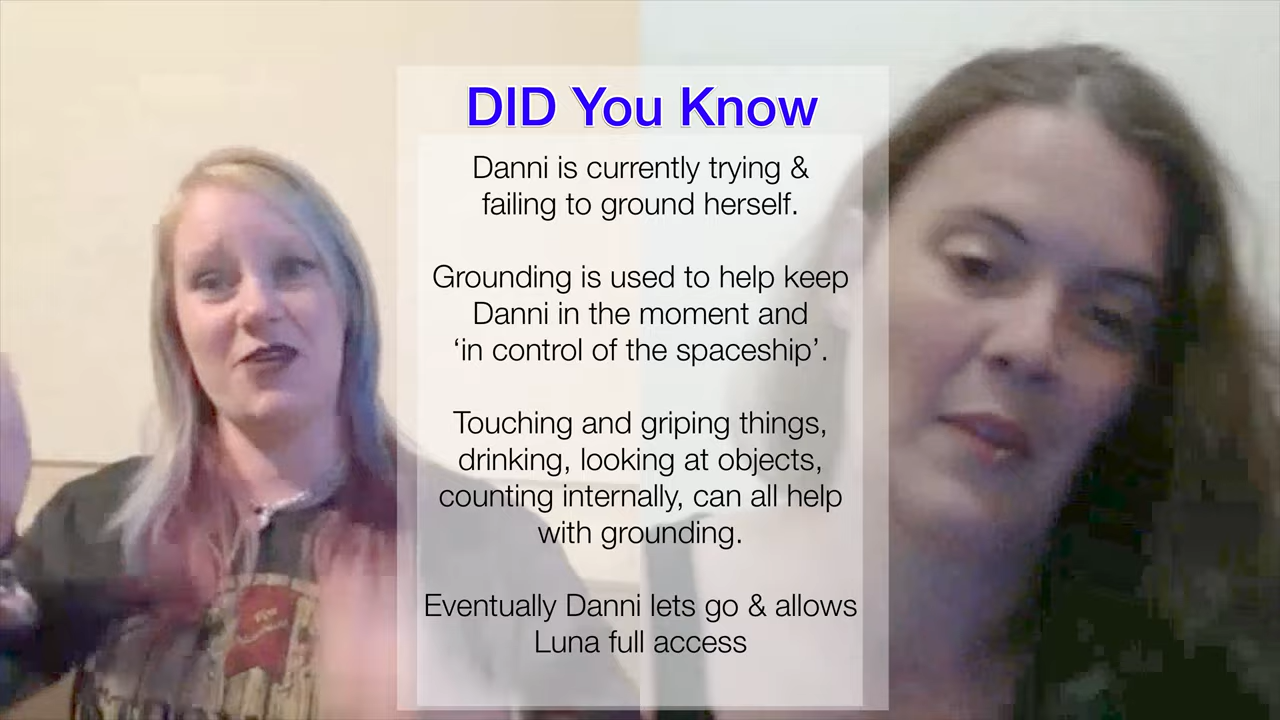 DID You Know
Danni is currently trying &
failing to ground herself.
Grounding is used to help keep
Danni in the moment and
‘in control of the spaceship’.
Touching and griping things,
drinking, looking at objects,
counting internally, can all help
with grounding.
Eventually Danni lets go & allows
Luna full access